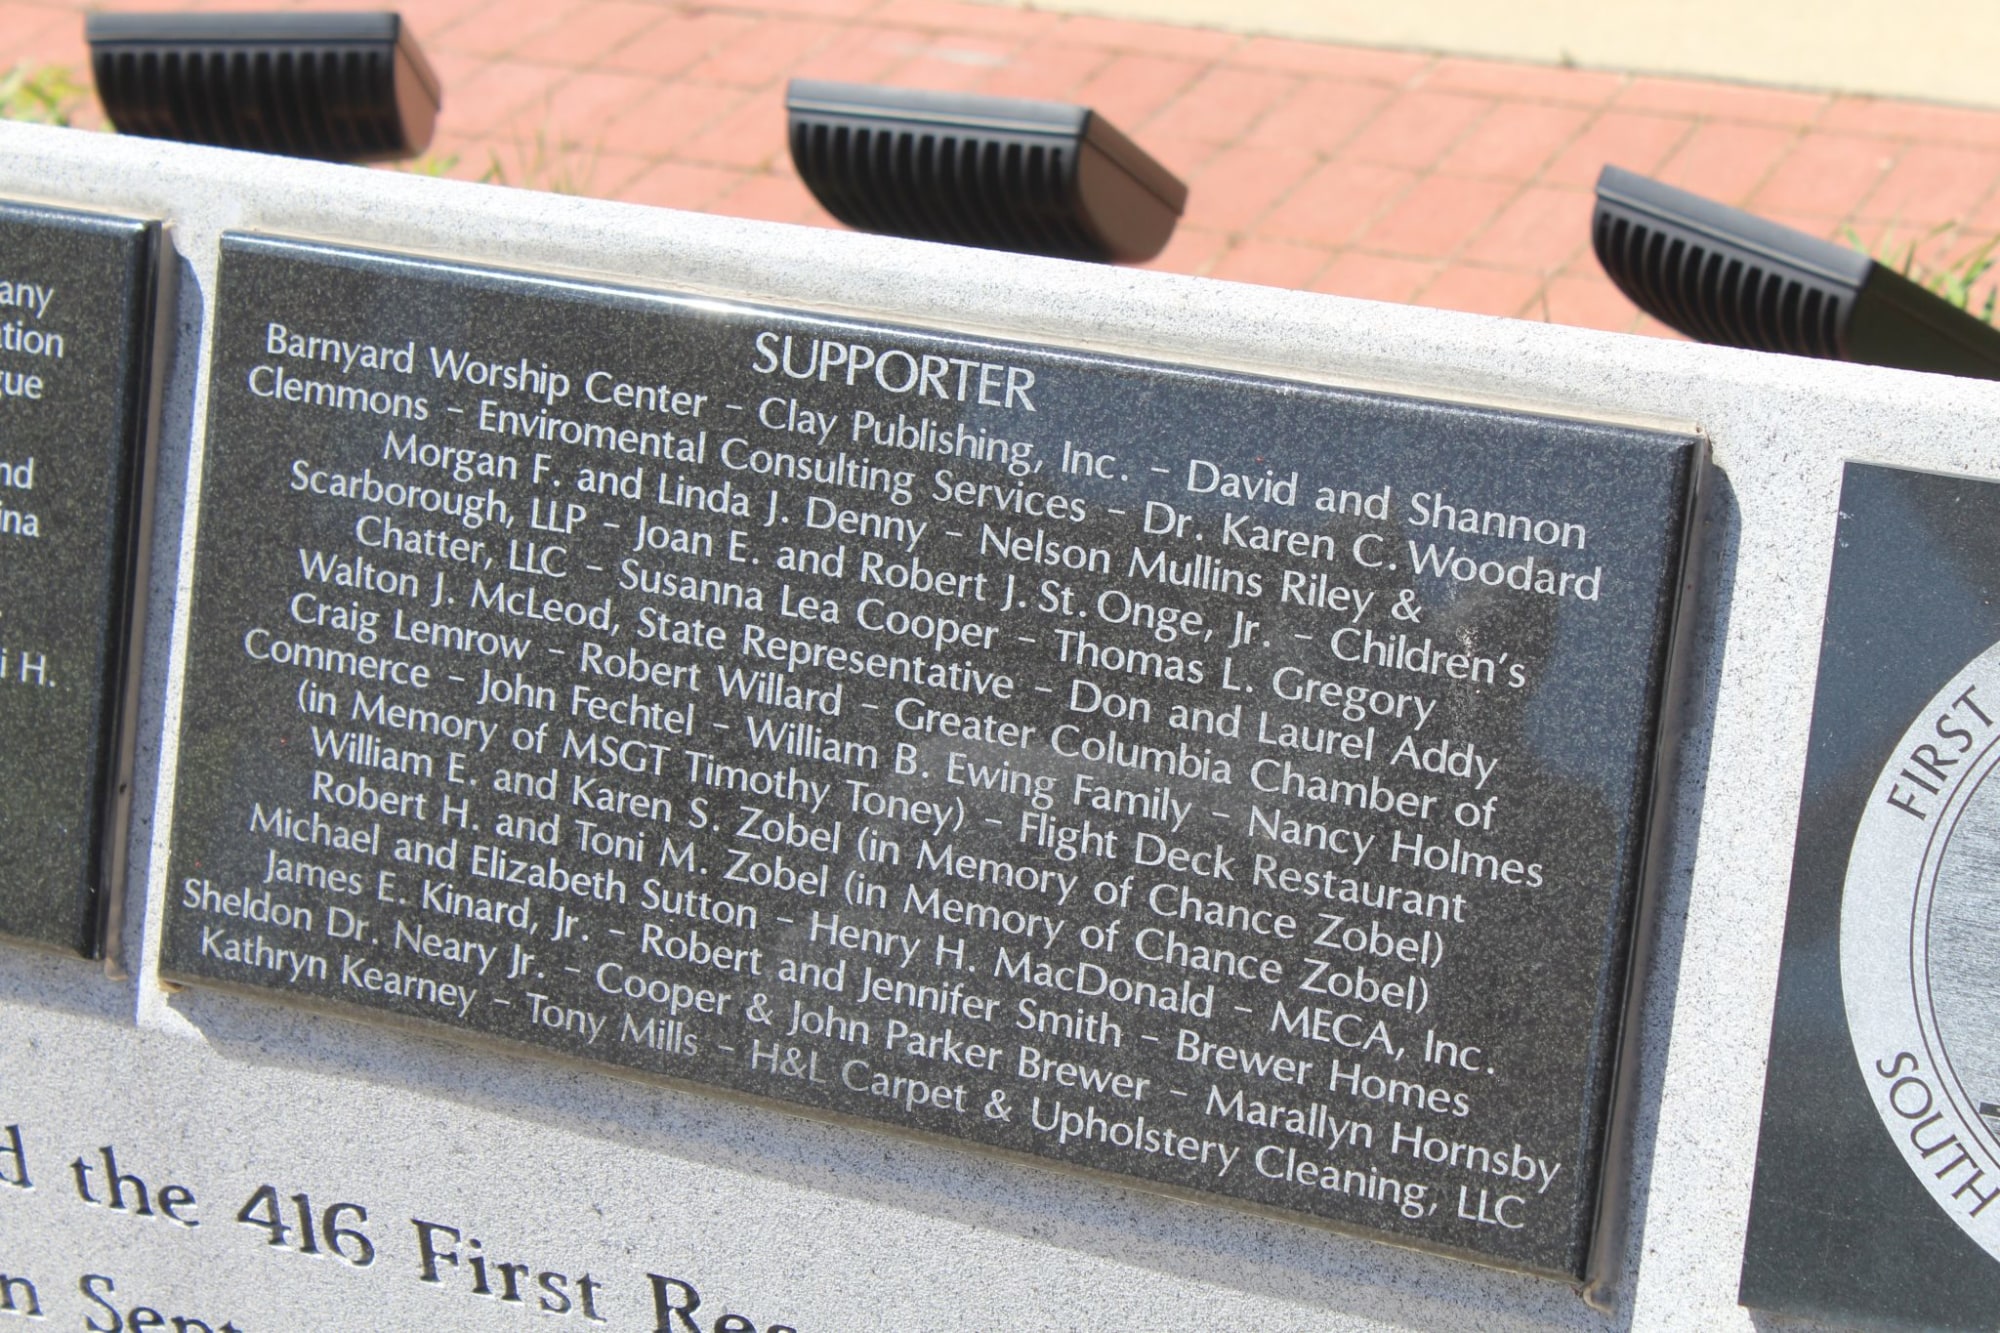 any
ation
gue
nd
ina
i H.
SUPPORTER
Barnyard Worship Center – Clay Publishing, Inc. – David and Shannon
Clemmons – Enviromental Consulting Services – Dr. Karen C. Woodard
Morgan F. and Linda J. Denny – Nelson Mullins Riley &
Scarborough, LLP – Joan E. and Robert J. St. Onge, Jr. – Children's
Chatter, LLC – Susanna Lea Cooper – Thomas L. Gregory
Walton J. McLeod, State Representative – Don and Laurel Addy
Craig Lemrow – Robert Willard – Greater Columbia Chamber of
Commerce – John Fechtel – William B. Ewing Family – Nancy Holmes
(in Memory of MSGT Timothy Toney) – Flight Deck Restaurant
William E. and Karen S. Zobel (in Memory of Chance Zobel)
Robert H. and Toni M. Zobel (in Memory of Chance Zobel)
Michael and Elizabeth Sutton – Henry H. MacDonald – MECA, Inc.
James E. Kinard, Jr. – Robert and Jennifer Smith – Brewer Homes
Sheldon Dr. Neary Jr. – Cooper & John Parker Brewer – Marallyn Hornsby
Kathryn Kearney – Tony Mills – H&L Carpet & Upholstery Cleaning, LLC
FIRST
SOUTH
d the 416 First Res
n Sept